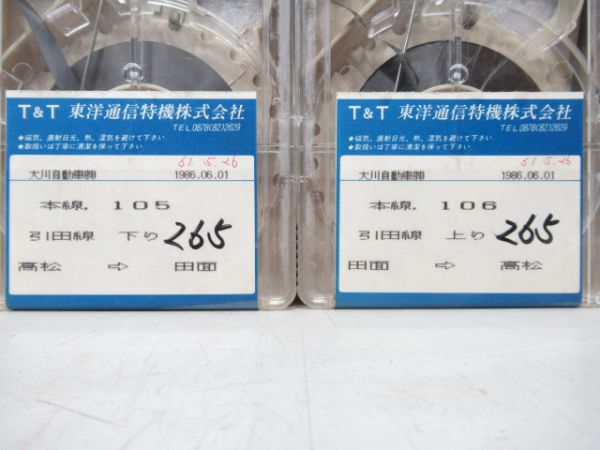 T&T 東洋通信特機株式会社
TEL.0878(82)2629
★磁気、直射日光、熱、湿気を避けて下さい
★取扱いは丁寧に清潔を保って下さい
61.5.26
大川自動車㈱ 1986.06.01
本線. 105
引田線 下り 265
高松 ⇨ 田面
T&T 東洋通信特機株式会社
TEL.0878(82)2629
★磁気、直射日光、熱、湿気を避けて下さい
★取扱いは丁寧に清潔を保って下さい
61.5.26
大川自動車㈱ 1986.06.01
本線. 106
引田線 上り 265
田面 ⇨ 高松